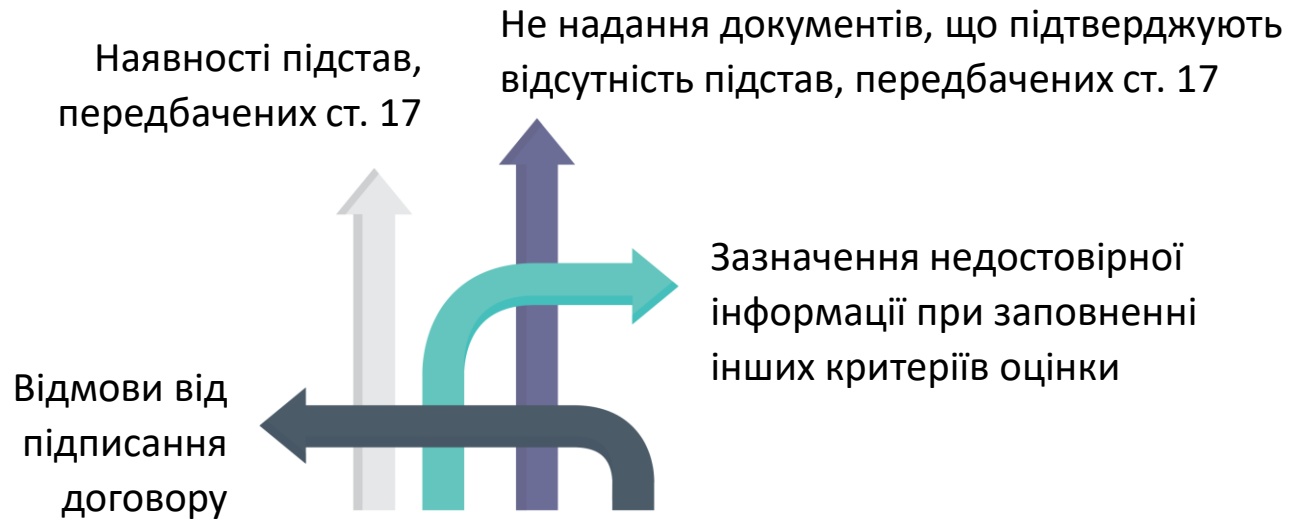 Наявності підстав,
передбачених ст. 17
Не надання документів, що підтверджують
відсутність підстав, передбачених ст. 17
Зазначення недостовірної
інформації при заповненні
інших критеріїв оцінки
Відмови від
підписання
договору